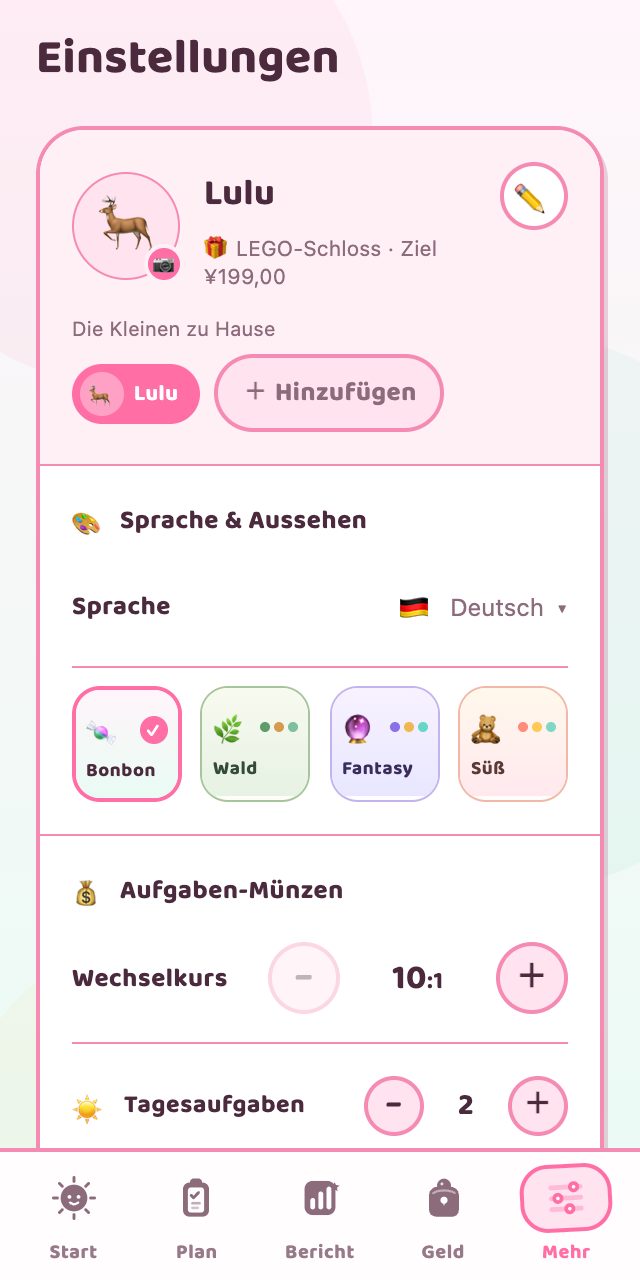 Einstellungen
Lulu
LEGO-Schloss · Ziel
¥199,00
Die Kleinen zu Hause
Lulu
+ Hinzufügen
Sprache & Aussehen
Sprache
Deutsch ▾
Bonbon
Wald
Fantasy
Süß
Aufgaben-Münzen
Wechselkurs − 10:1 +
Tagesaufgaben − 2 +
Start
Plan
Bericht
Geld
Mehr